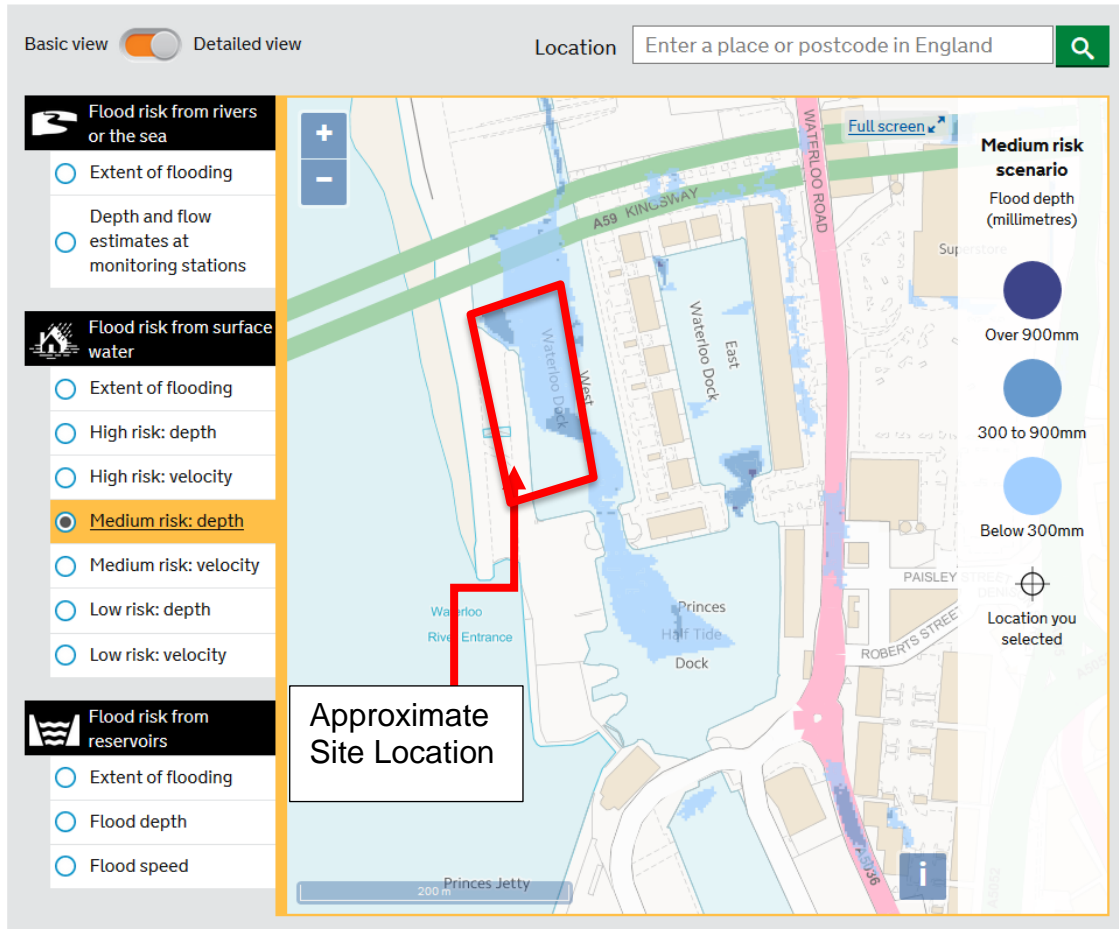 Basic view
Detailed view
Location
Enter a place or postcode in England
Flood risk from rivers
or the sea
Extent of flooding
Depth and flow
estimates at
monitoring stations
Flood risk from surface
water
Extent of flooding
High risk: depth
High risk: velocity
Medium risk: depth
Medium risk: velocity
Low risk: depth
Low risk: velocity
Flood risk from
reservoirs
Extent of flooding
Flood depth
Flood speed
+
−
Full screen
WATERLOO ROAD
A59 KINGSWAY
Superstore
West
Waterloo Dock
East
Waterloo Dock
Waterloo
River Entrance
Princes
Half Tide
Dock
PAISLEY STREET
ROBERTS STREET
A5036
A5052
Princes Jetty
200 m
i
Approximate
Site Location
Medium risk
scenario
Flood depth
(millimetres)
Over 900mm
300 to 900mm
Below 300mm
Location you
selected